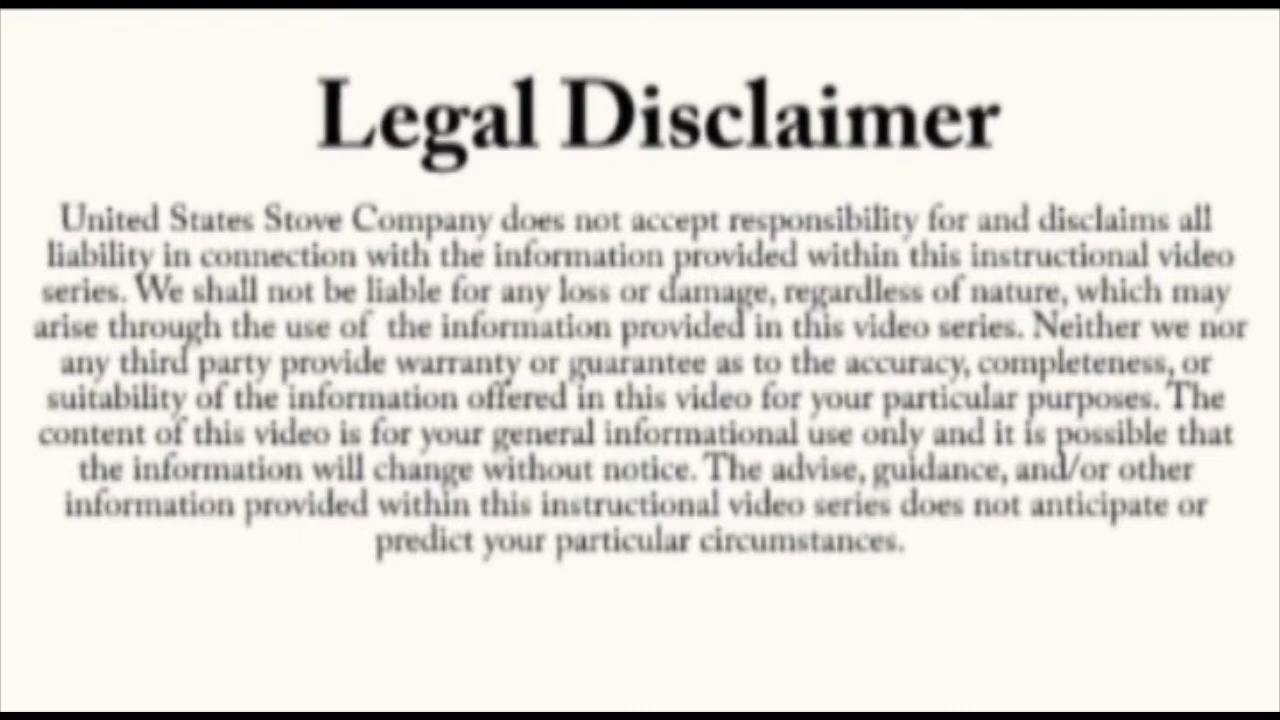 Legal Disclaimer
United States Stove Company does not accept responsibility for and disclaims all
liability in connection with the information provided within this instructional video
series. We shall not be liable for any loss or damage, regardless of nature, which may
arise through the use of the information provided in this video series. Neither we nor
any third party provide warranty or guarantee as to the accuracy, completeness, or
suitability of the information offered in this video for your particular purposes. The
content of this video is for your general informational use only and it is possible that
the information will change without notice. The advise, guidance, and/or other
information provided within this instructional video series does not anticipate or
predict your particular circumstances.